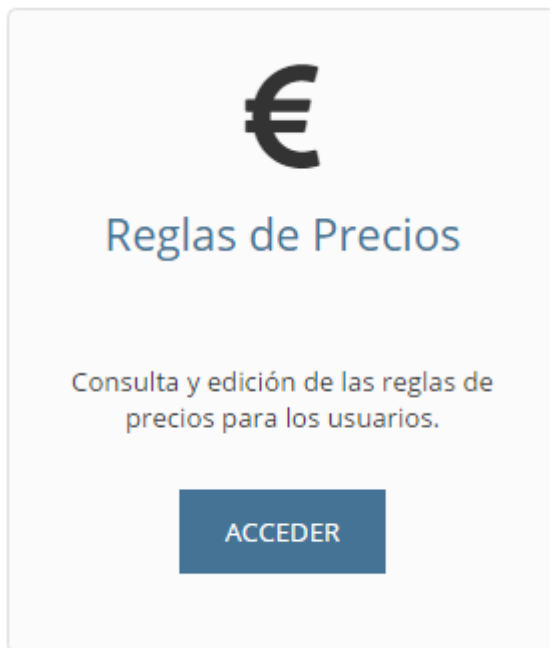 €
Reglas de Precios
Consulta y edición de las reglas de
precios para los usuarios.
ACCEDER